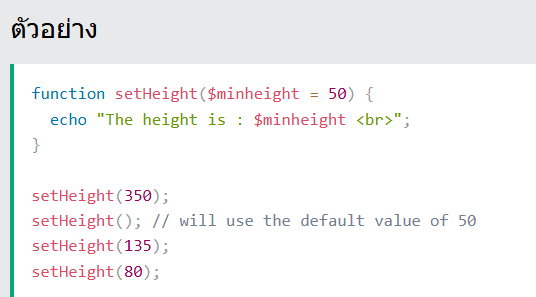 ตัวอย่าง
function setHeight($minheight = 50) {
  echo "The height is : $minheight <br>";
}

setHeight(350);
setHeight(); // will use the default value of 50
setHeight(135);
setHeight(80);